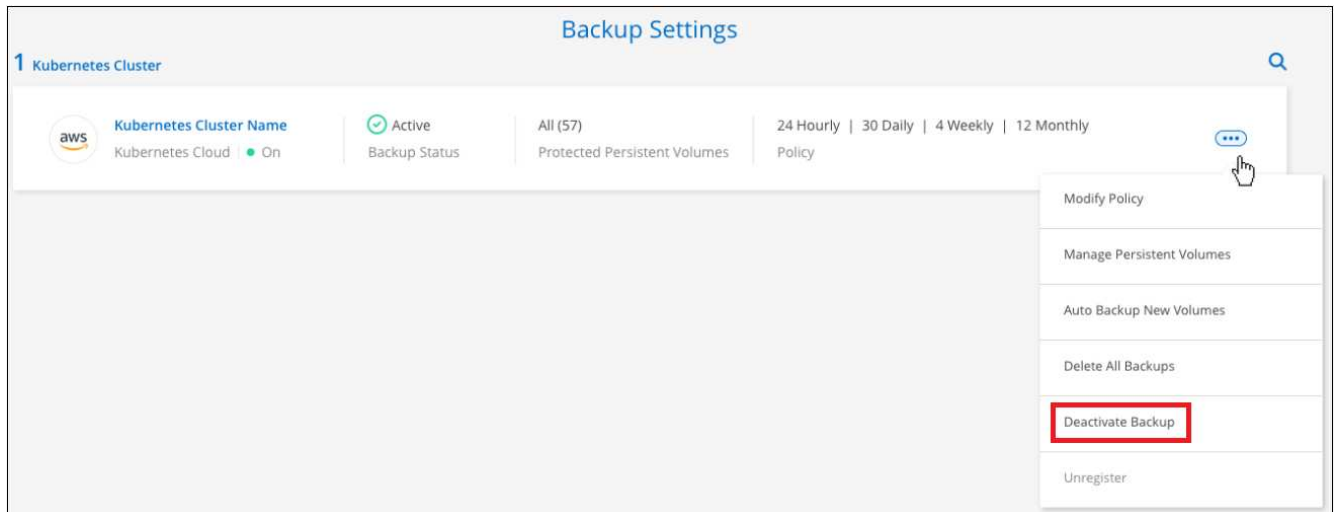 Backup Settings
1 Kubernetes Cluster
aws
Kubernetes Cluster Name
Kubernetes Cloud | On
Active
Backup Status
All (57)
Protected Persistent Volumes
24 Hourly | 30 Daily | 4 Weekly | 12 Monthly
Policy
Modify Policy
Manage Persistent Volumes
Auto Backup New Volumes
Delete All Backups
Deactivate Backup
Unregister